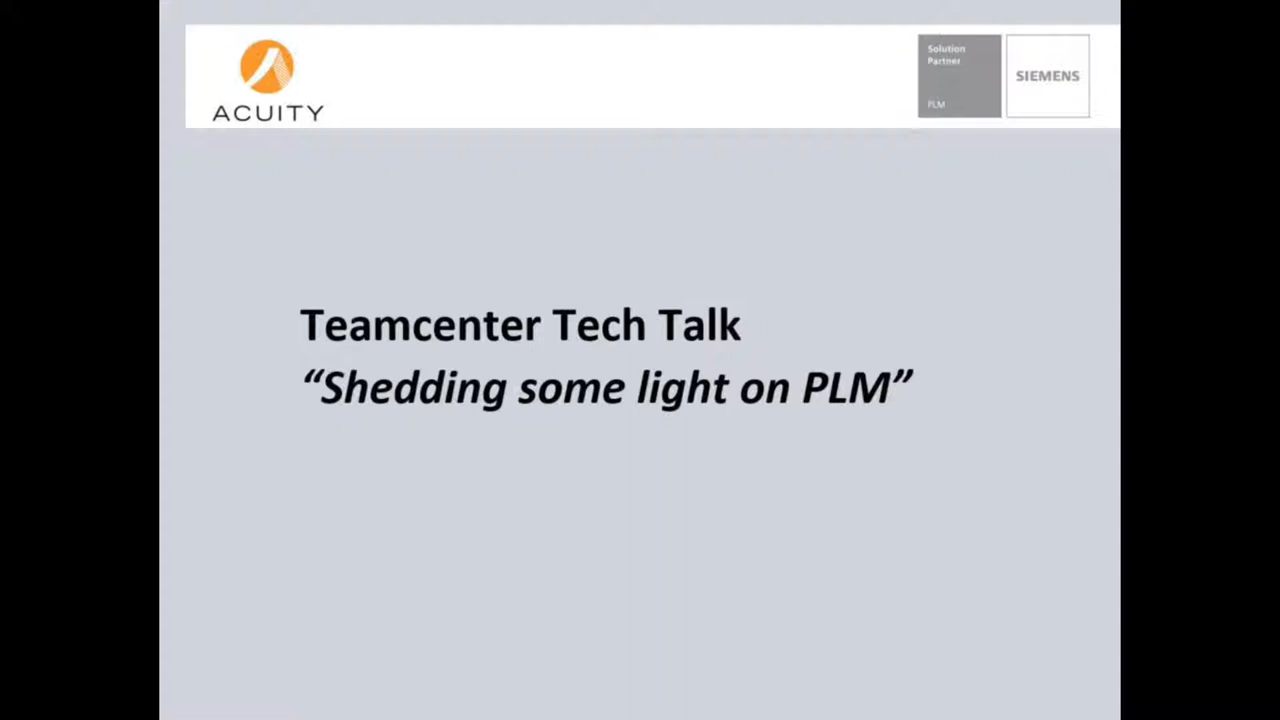 ACUITY
Solution
Partner
PLM
SIEMENS
Teamcenter Tech Talk
“Shedding some light on PLM”